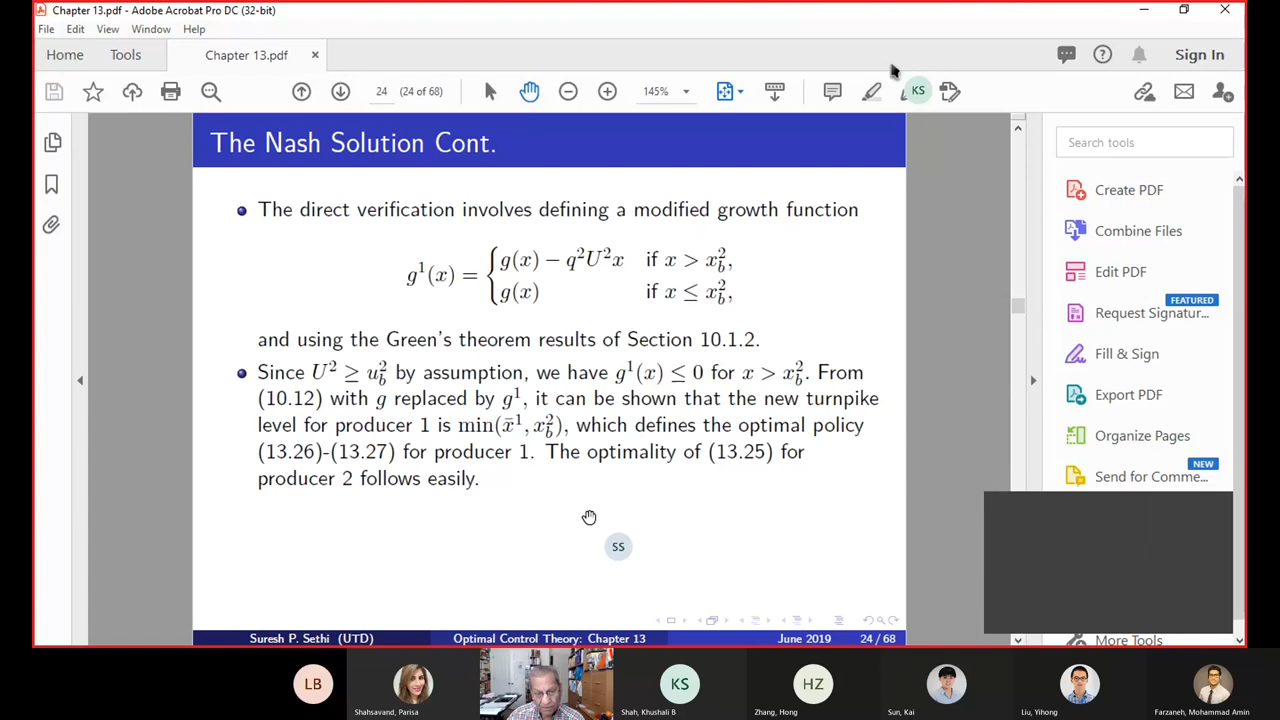 Chapter 13.pdf - Adobe Acrobat Pro DC (32-bit)
File Edit View Window Help
Home Tools Chapter 13.pdf × Sign In
24 (24 of 68) 145% KS
The Nash Solution Cont.
The direct verification involves defining a modified growth function
g¹(x) = { g(x) − q²U²x if x > x_b²,
g(x) if x ≤ x_b²,
and using the Green's theorem results of Section 10.1.2.
Since U² ≥ u_b² by assumption, we have g¹(x) ≤ 0 for x > x_b². From
(10.12) with g replaced by g¹, it can be shown that the new turnpike
level for producer 1 is min(x̄¹, x_b²), which defines the optimal policy
(13.26)-(13.27) for producer 1. The optimality of (13.25) for
producer 2 follows easily.
SS
Suresh P. Sethi (UTD) Optimal Control Theory: Chapter 13 June 2019 24 / 68
Search tools
Create PDF
Combine Files
Edit PDF
FEATURED
Request Signatur...
Fill & Sign
Export PDF
Organize Pages
NEW
Send for Comme...
More Tools
LB
Shahsavand, Parisa
KS
Shah, Khushali B
HZ
Zhang, Hong
Sun, Kai
Liu, Yihong
Farzaneh, Mohammad Amin